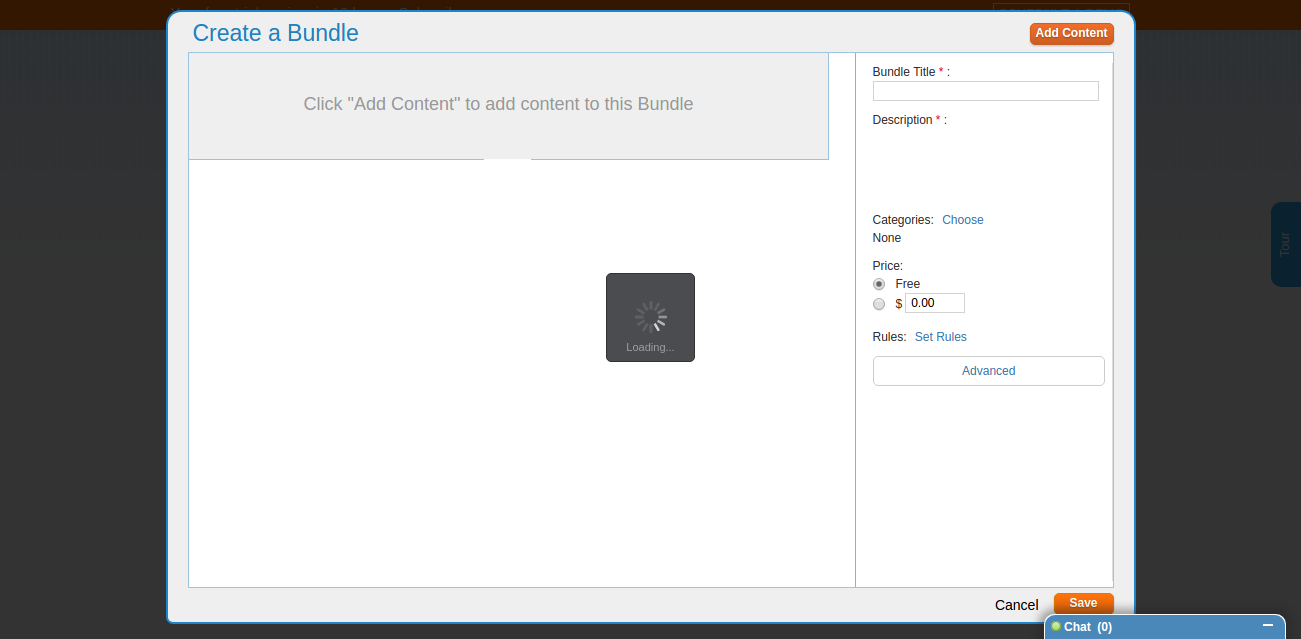 Create a Bundle
Add Content
Click "Add Content" to add content to this Bundle
Bundle Title * :
Description * :
Categories: Choose
None
Price:
Free
$ 0.00
Rules: Set Rules
Advanced
Loading...
Tour
Cancel
Save
Chat (0)